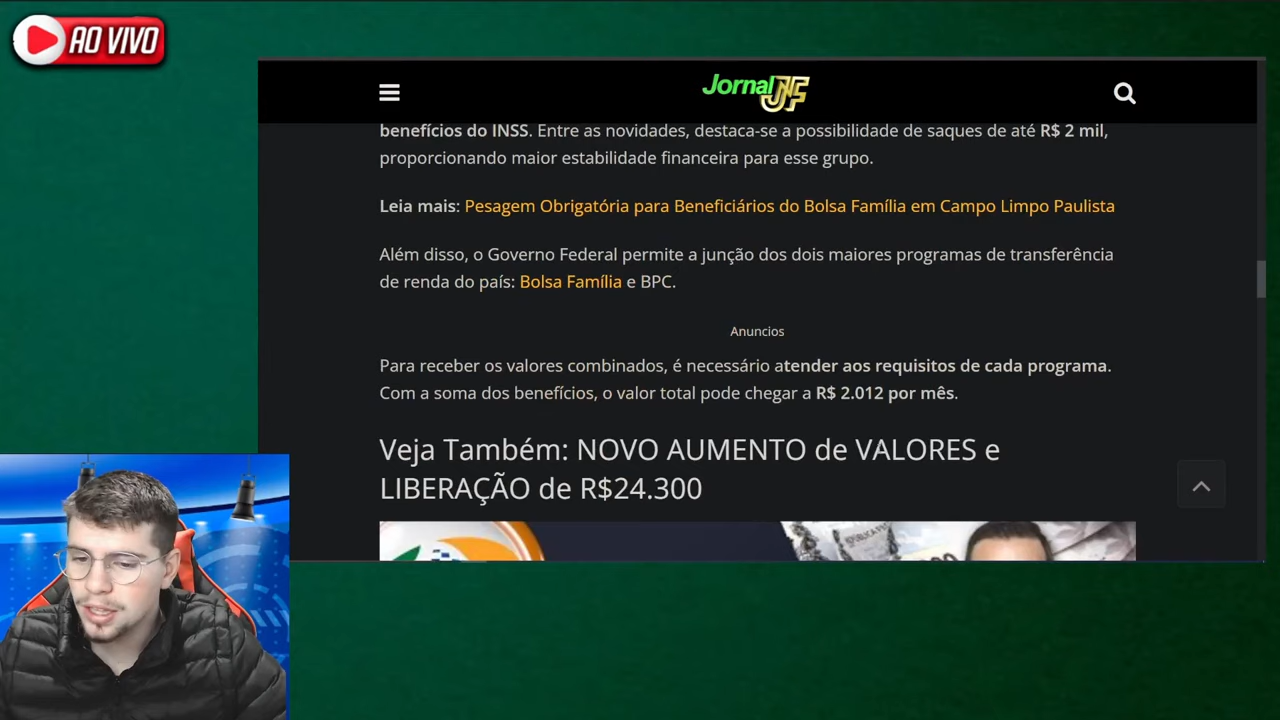 AO VIVO
Jornal JF
benefícios do INSS. Entre as novidades, destaca-se a possibilidade de saques de até R$ 2 mil,
proporcionando maior estabilidade financeira para esse grupo.
Leia mais: Pesagem Obrigatória para Beneficiários do Bolsa Família em Campo Limpo Paulista
Além disso, o Governo Federal permite a junção dos dois maiores programas de transferência
de renda do país: Bolsa Família e BPC.
Anuncios
Para receber os valores combinados, é necessário atender aos requisitos de cada programa.
Com a soma dos benefícios, o valor total pode chegar a R$ 2.012 por mês.
Veja Também: NOVO AUMENTO de VALORES e
LIBERAÇÃO de R$24.300